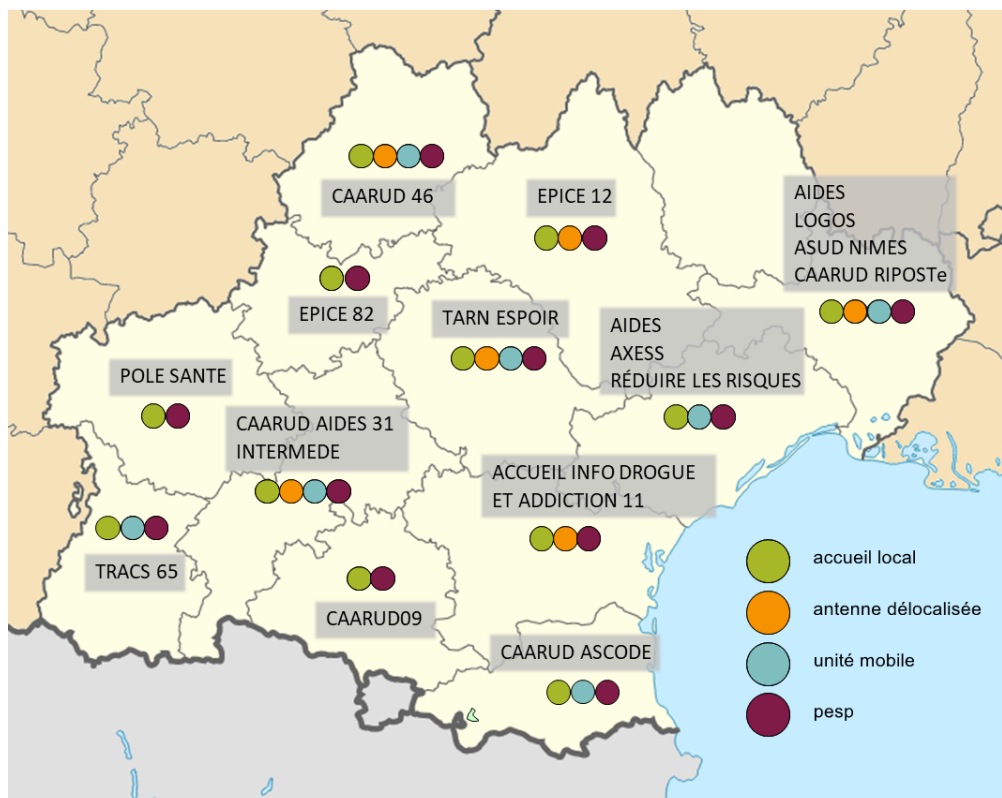 CAARUD 46
EPICE 12
AIDES
LOGOS
ASUD NIMES
CAARUD RIPOSTe
EPICE 82
TARN ESPOIR
AIDES
AXESS
RÉDUIRE LES RISQUES
POLE SANTE
CAARUD AIDES 31
INTERMEDE
ACCUEIL INFO DROGUE
ET ADDICTION 11
TRACS 65
CAARUD09
CAARUD ASCODE
accueil local
antenne délocalisée
unité mobile
pesp